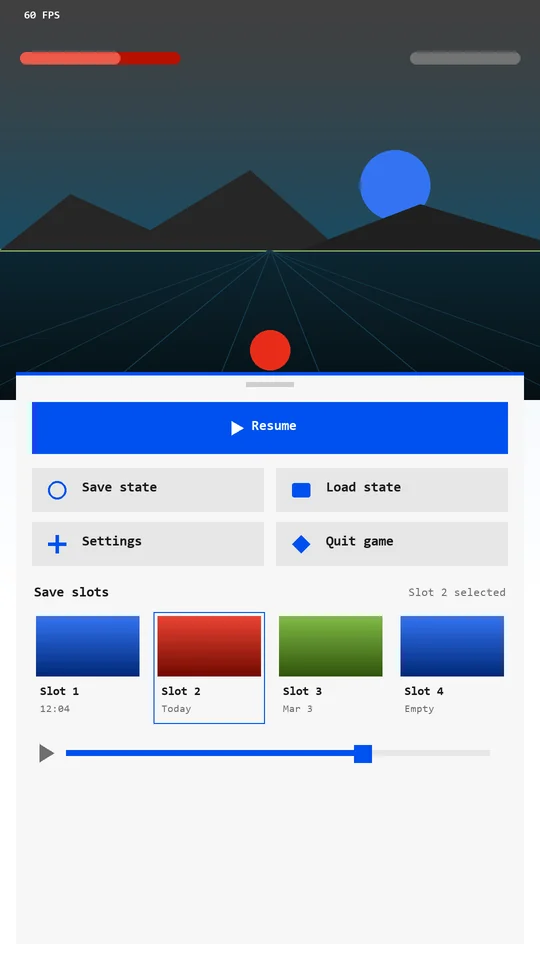 60 FPS
Resume
Save state
Load state
Settings
Quit game
Save slots
Slot 2 selected
Slot 1
Slot 2
Slot 3
Slot 4
12:04
Today
Mar 3
Empty